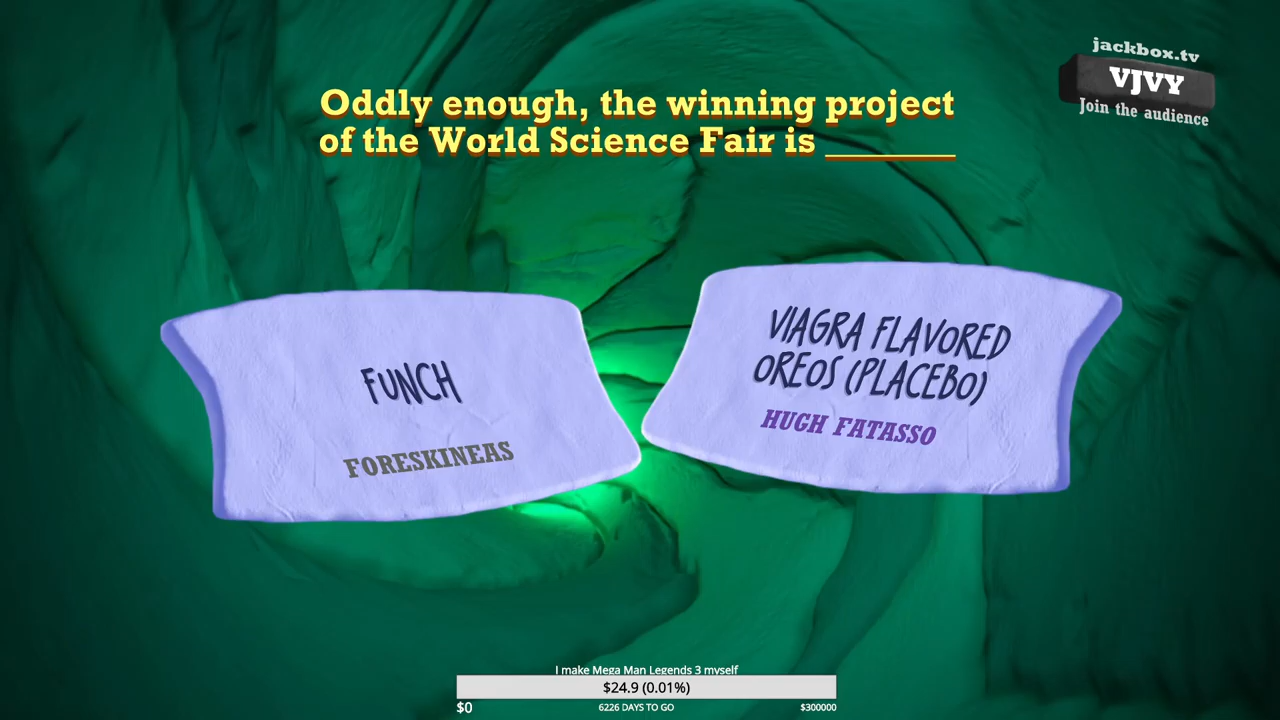 jackbox.tv
VJVY
Join the audience
Oddly enough, the winning project
of the World Science Fair is ________
FUNCH
FORESKINEAS
VIAGRA FLAVORED
OREOS (PLACEBO)
HUGH FATASSO
I make Mega Man Legends 3 myself
$24.9 (0.01%)
$0
6226 DAYS TO GO
$300000